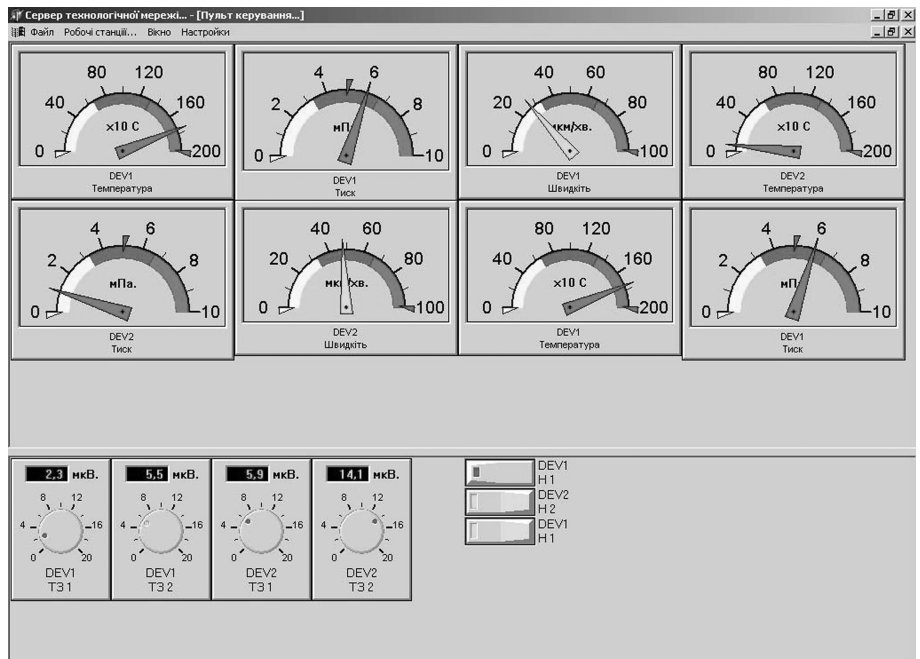 Сервер технологічної мережі... - [Пульт керування...]
Файл Робочі станції... Вікно Настройки
80 120
40 160
x10 C
0 200
DEV1
Температура
4 6
2 8
мП
0 10
DEV1
Тиск
40 60
20 80
мкм/хв.
0 100
DEV1
Швидкіть
80 120
40 160
x10 C
0 200
DEV2
Температура
4 6
2 8
мПа.
0 10
DEV2
Тиск
40 60
20 80
мк /хв.
0 100
DEV2
Швидкіть
80 120
40 160
x10 C
0 200
DEV1
Температура
4 6
2 8
мП
0 10
DEV1
Тиск
2,3 мкВ.
8 12
4 16
0 20
DEV1
ТЗ 1
5,5 мкВ.
8 12
4 16
0 20
DEV1
ТЗ 2
5,9 мкВ.
8 12
4 16
0 20
DEV2
ТЗ 1
14,1 мкВ.
8 12
4 16
0 20
DEV2
ТЗ 2
DEV1
Н 1
DEV2
Н 2
DEV1
Н 1